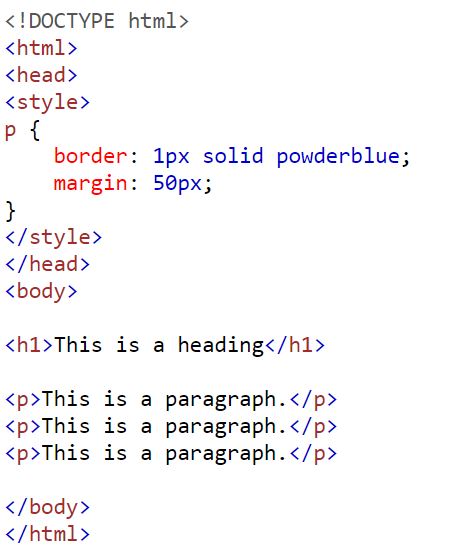 <!DOCTYPE html>
<html>
<head>
<style>
p {
    border: 1px solid powderblue;
    margin: 50px;
}
</style>
</head>
<body>

<h1>This is a heading</h1>

<p>This is a paragraph.</p>
<p>This is a paragraph.</p>
<p>This is a paragraph.</p>

</body>
</html>